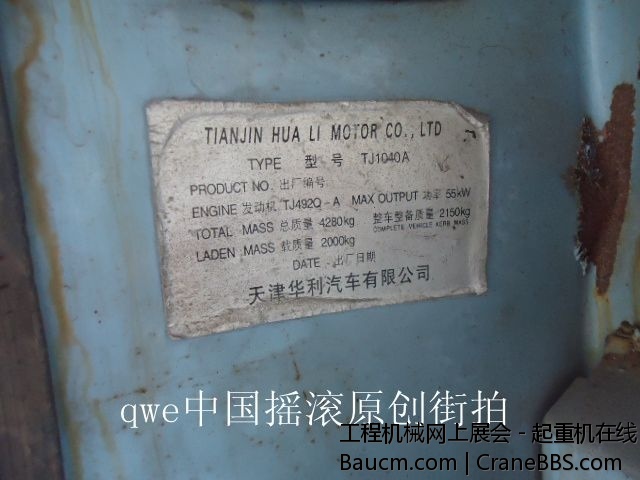 TIANJIN HUA LI MOTOR CO., LTD
TYPE 型号 TJ1040A
PRODUCT NO. 出厂编号
ENGINE 发动机 TJ492Q-A MAX OUTPUT 功率 55kW
TOTAL MASS 总质量 4280kg 整车整备质量 2150kg
COMPLETE VEHICLE KERB MASS
LADEN MASS 载质量 2000kg
DATE 出厂日期
天津华利汽车有限公司
qwe中国摇滚原创街拍
工程机械网上展会 - 起重机在线
Baucm.com | CraneBBS.com